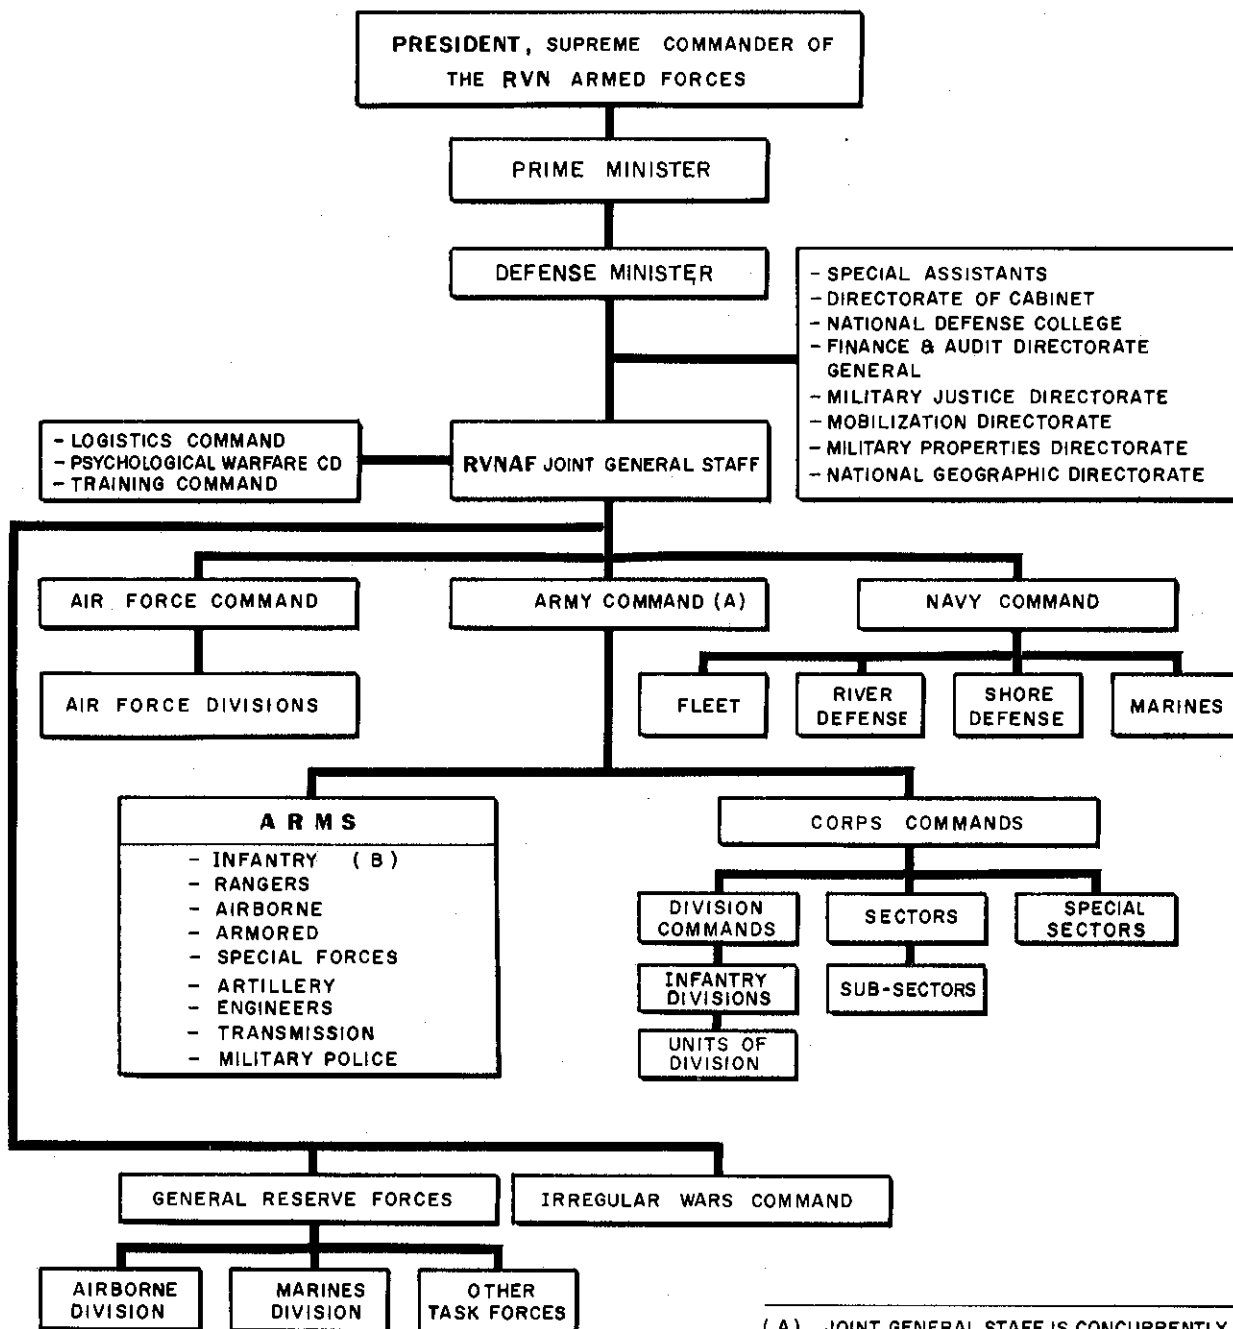 PRESIDENT, SUPREME COMMANDER OF
THE RVN ARMED FORCES
PRIME MINISTER
DEFENSE MINISTER
- SPECIAL ASSISTANTS
- DIRECTORATE OF CABINET
- NATIONAL DEFENSE COLLEGE
- FINANCE & AUDIT DIRECTORATE
GENERAL
- MILITARY JUSTICE DIRECTORATE
- MOBILIZATION DIRECTORATE
- MILITARY PROPERTIES DIRECTORATE
- NATIONAL GEOGRAPHIC DIRECTORATE
- LOGISTICS COMMAND
- PSYCHOLOGICAL WARFARE CD
- TRAINING COMMAND
RVNAF JOINT GENERAL STAFF
AIR FORCE COMMAND
ARMY COMMAND (A)
NAVY COMMAND
AIR FORCE DIVISIONS
FLEET
RIVER
DEFENSE
SHORE
DEFENSE
MARINES
ARMS
- INFANTRY (B)
- RANGERS
- AIRBORNE
- ARMORED
- SPECIAL FORCES
- ARTILLERY
- ENGINEERS
- TRANSMISSION
- MILITARY POLICE
CORPS COMMANDS
DIVISION
COMMANDS
SECTORS
SPECIAL
SECTORS
INFANTRY
DIVISIONS
SUB-SECTORS
UNITS OF
DIVISION
GENERAL RESERVE FORCES
IRREGULAR WARS COMMAND
AIRBORNE
DIVISION
MARINES
DIVISION
OTHER
TASK FORCES
(A) JOINT GENERAL STAFF IS CONCURRENTLY